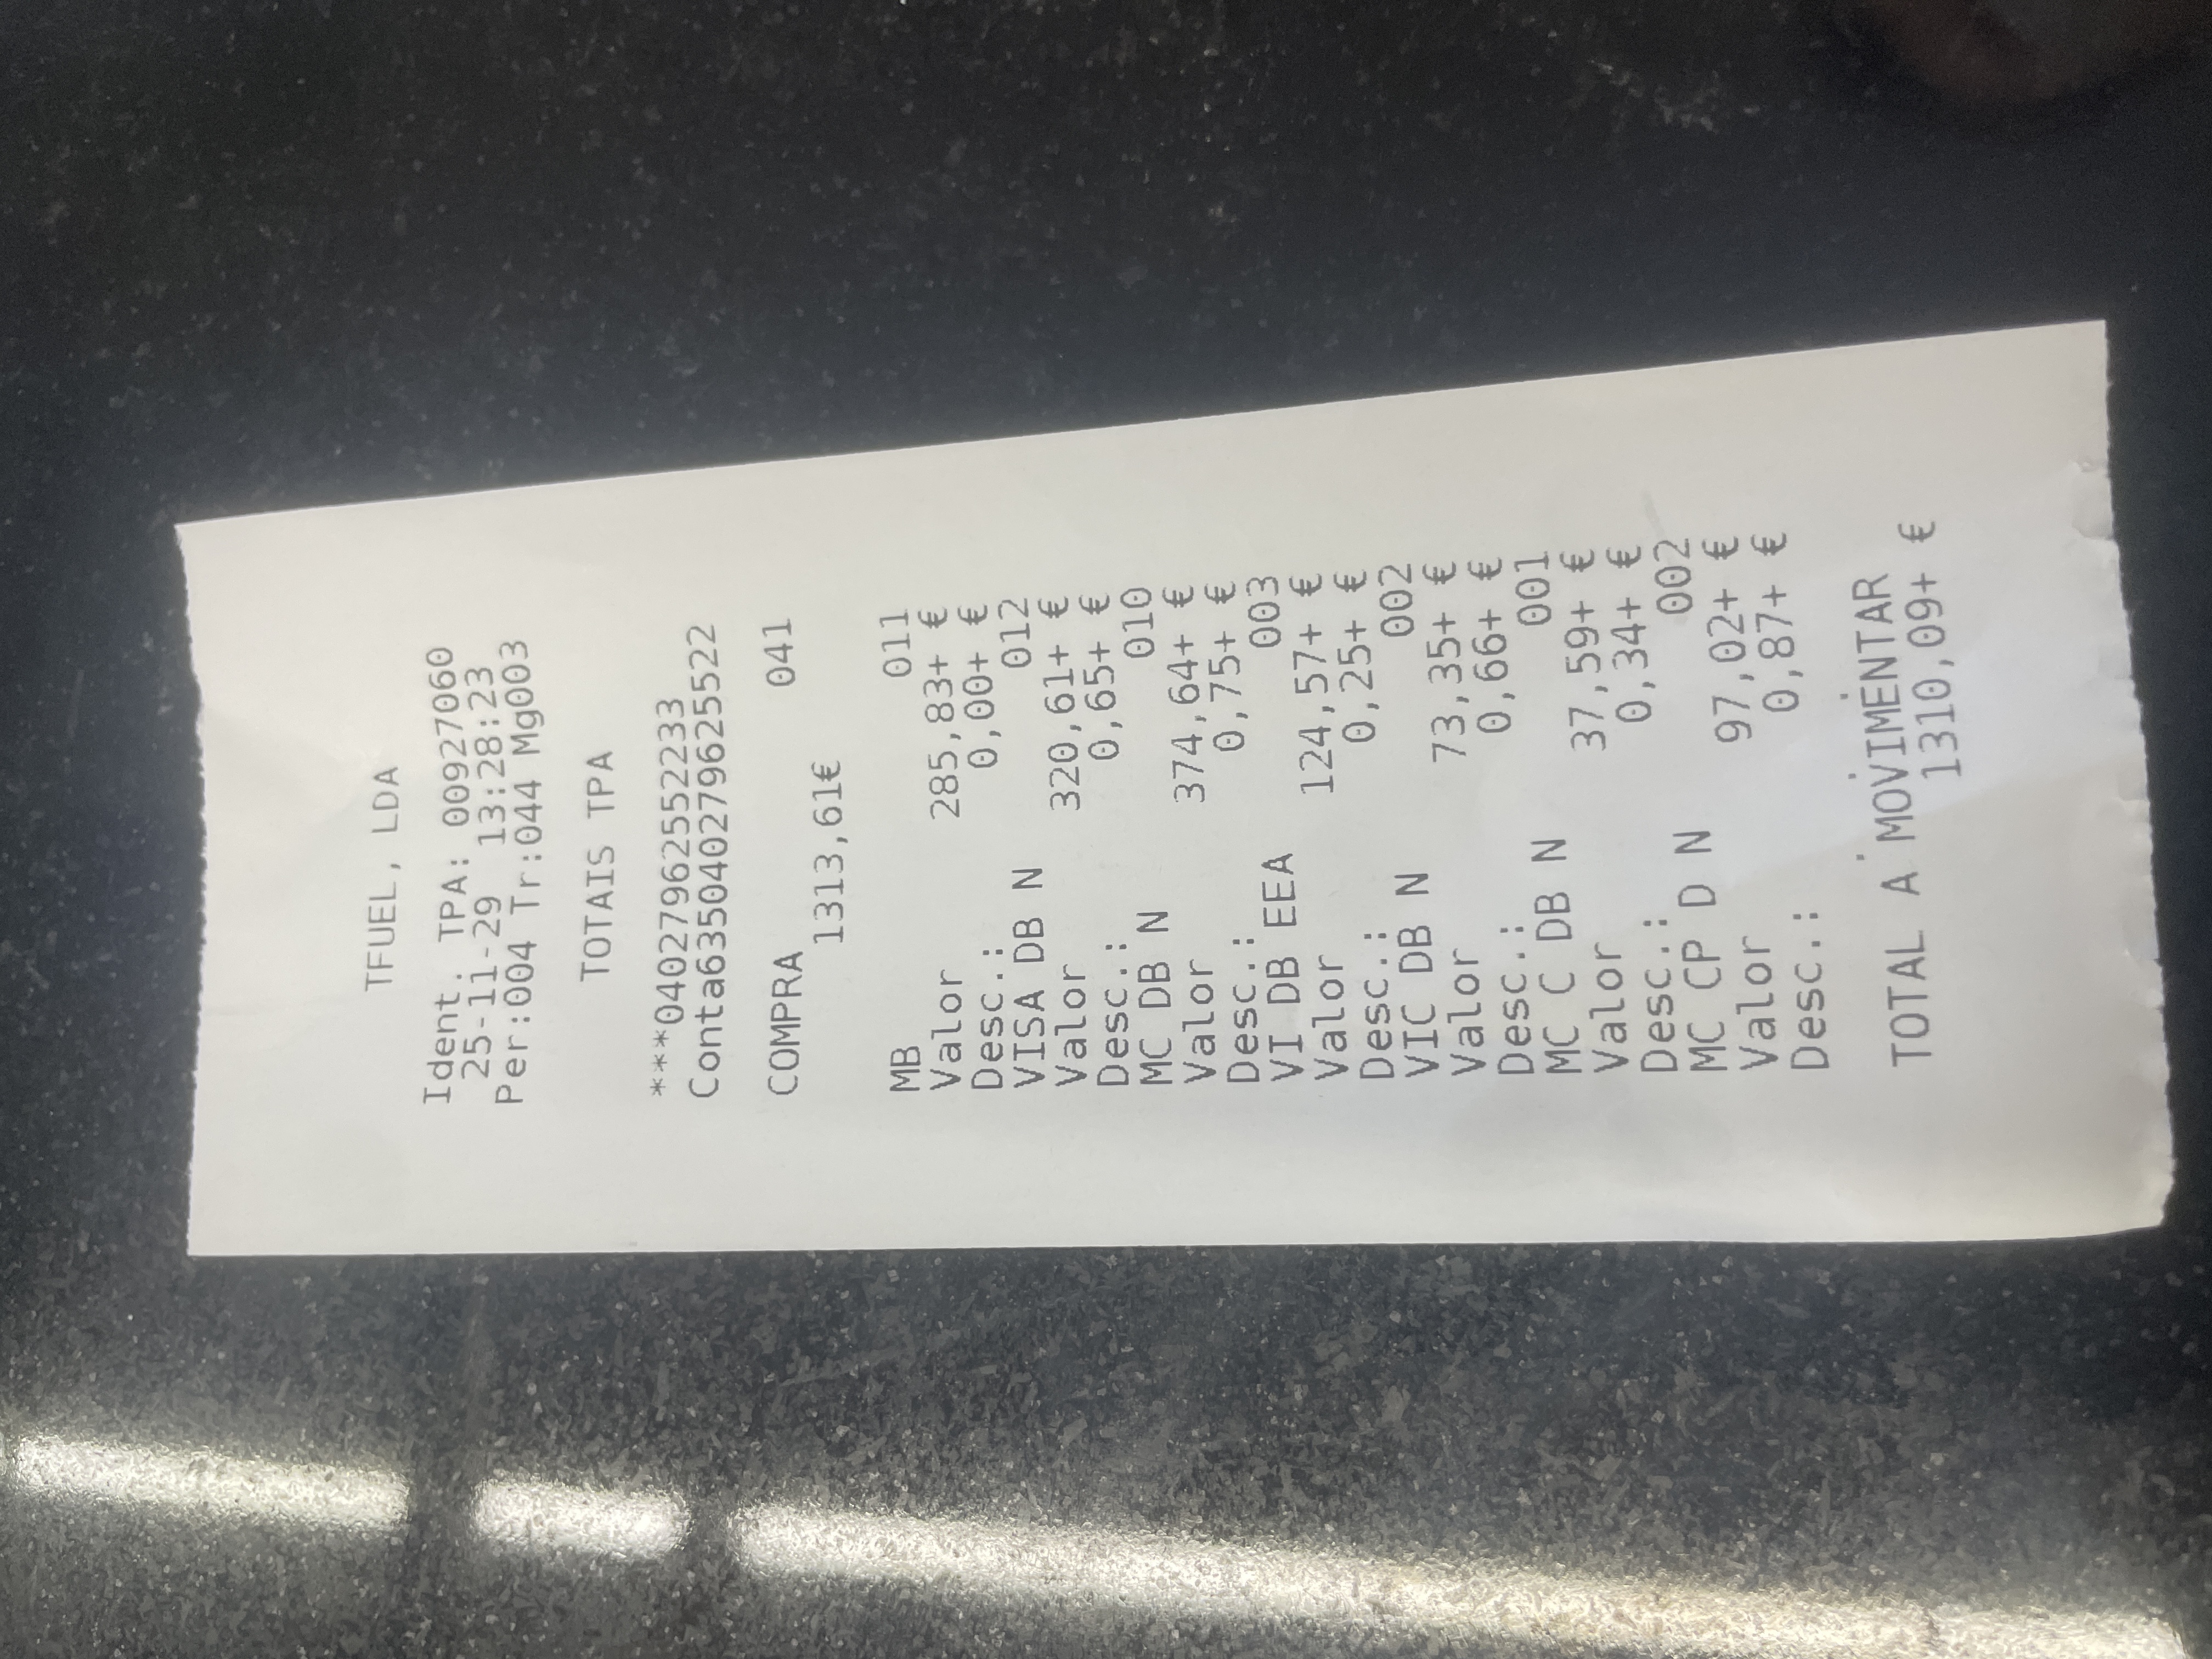 TFUEL, LDA
Ident. TPA: 009927060
25-11-29 13:28:23
Per:004 Tr:044 Mg003
TOTAIS TPA
***04027962552233
Conta6350404027962552​2
COMPRA 041
1313,61€
MB 011
Valor 285,83+ €
Desc.: 0,00+ €
VISA DB N 012
Valor 320,61+ €
Desc.: 0,65+ €
MC DB N 010
Valor 374,64+ €
Desc.: 0,75+ €
VI DB EEA 003
Valor 124,57+ €
Desc.: 0,25+ €
VIC DB N 002
Valor 73,35+ €
Desc.: 0,66+ €
MC C DB N 001
Valor 37,59+ €
Desc.: 0,34+ €
MC CP D N 002
Valor 97,02+ €
Desc.: 0,87+ €
TOTAL A MOVIMENTAR
1310,09+ €